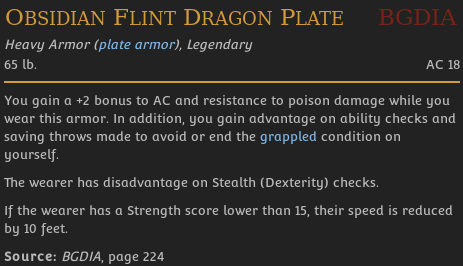 Obsidian Flint Dragon Plate BGDIA
Heavy Armor (plate armor), Legendary
65 lb. AC 18
You gain a +2 bonus to AC and resistance to poison damage while you
wear this armor. In addition, you gain advantage on ability checks and
saving throws made to avoid or end the grappled condition on
yourself.
The wearer has disadvantage on Stealth (Dexterity) checks.
If the wearer has a Strength score lower than 15, their speed is reduced
by 10 feet.
Source: BGDIA, page 224